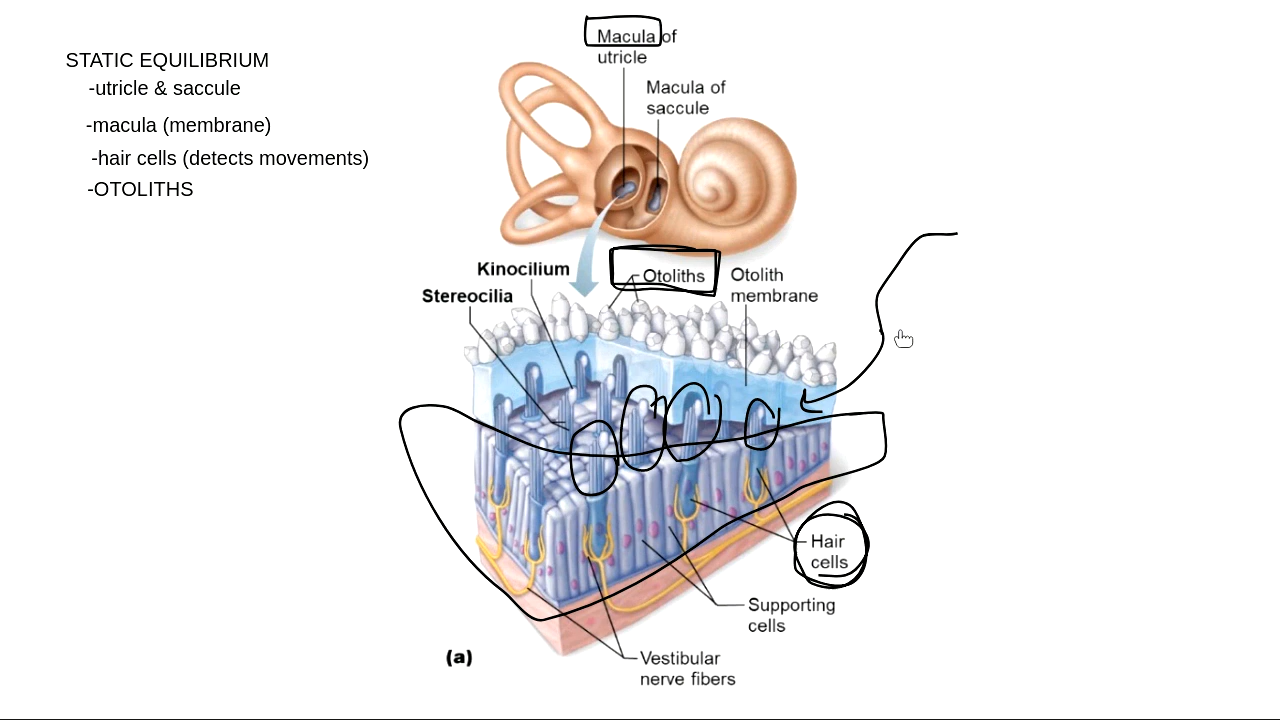 STATIC EQUILIBRIUM
-utricle & saccule
-macula (membrane)
-hair cells (detects movements)
-OTOLITHS
Macula of
utricle
Macula of
saccule
Kinocilium
Stereocilia
Otoliths
Otolith
membrane
Hair
cells
Supporting
cells
Vestibular
nerve fibers
(a)